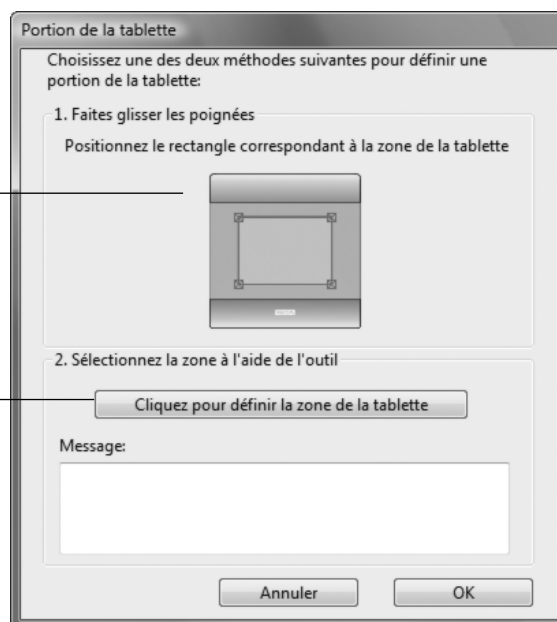 Portion de la tablette
Choisissez une des deux méthodes suivantes pour définir une
portion de la tablette:
1. Faites glisser les poignées
Positionnez le rectangle correspondant à la zone de la tablette
2. Sélectionnez la zone à l'aide de l'outil
Cliquez pour définir la zone de la tablette
Message:
Annuler
OK